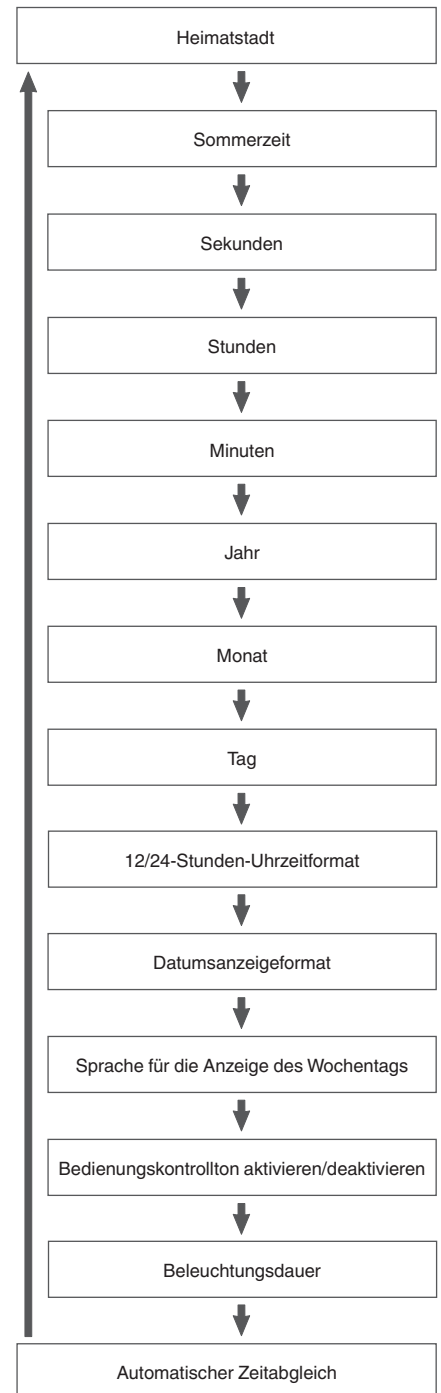 Heimatstadt
Sommerzeit
Sekunden
Stunden
Minuten
Jahr
Monat
Tag
12/24-Stunden-Uhrzeitformat
Datumsanzeigeformat
Sprache für die Anzeige des Wochentags
Bedienungskontrollton aktivieren/deaktivieren
Beleuchtungsdauer
Automatischer Zeitabgleich